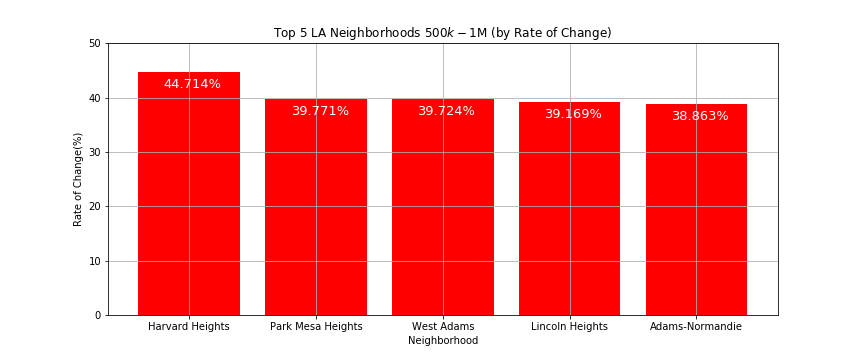 Top 5 LA Neighborhoods 500k − 1M (by Rate of Change)
50
40
30
20
10
0
Rate of Change(%)
44.714%
39.771%
39.724%
39.169%
38.863%
Harvard Heights
Park Mesa Heights
West Adams
Lincoln Heights
Adams-Normandie
Neighborhood